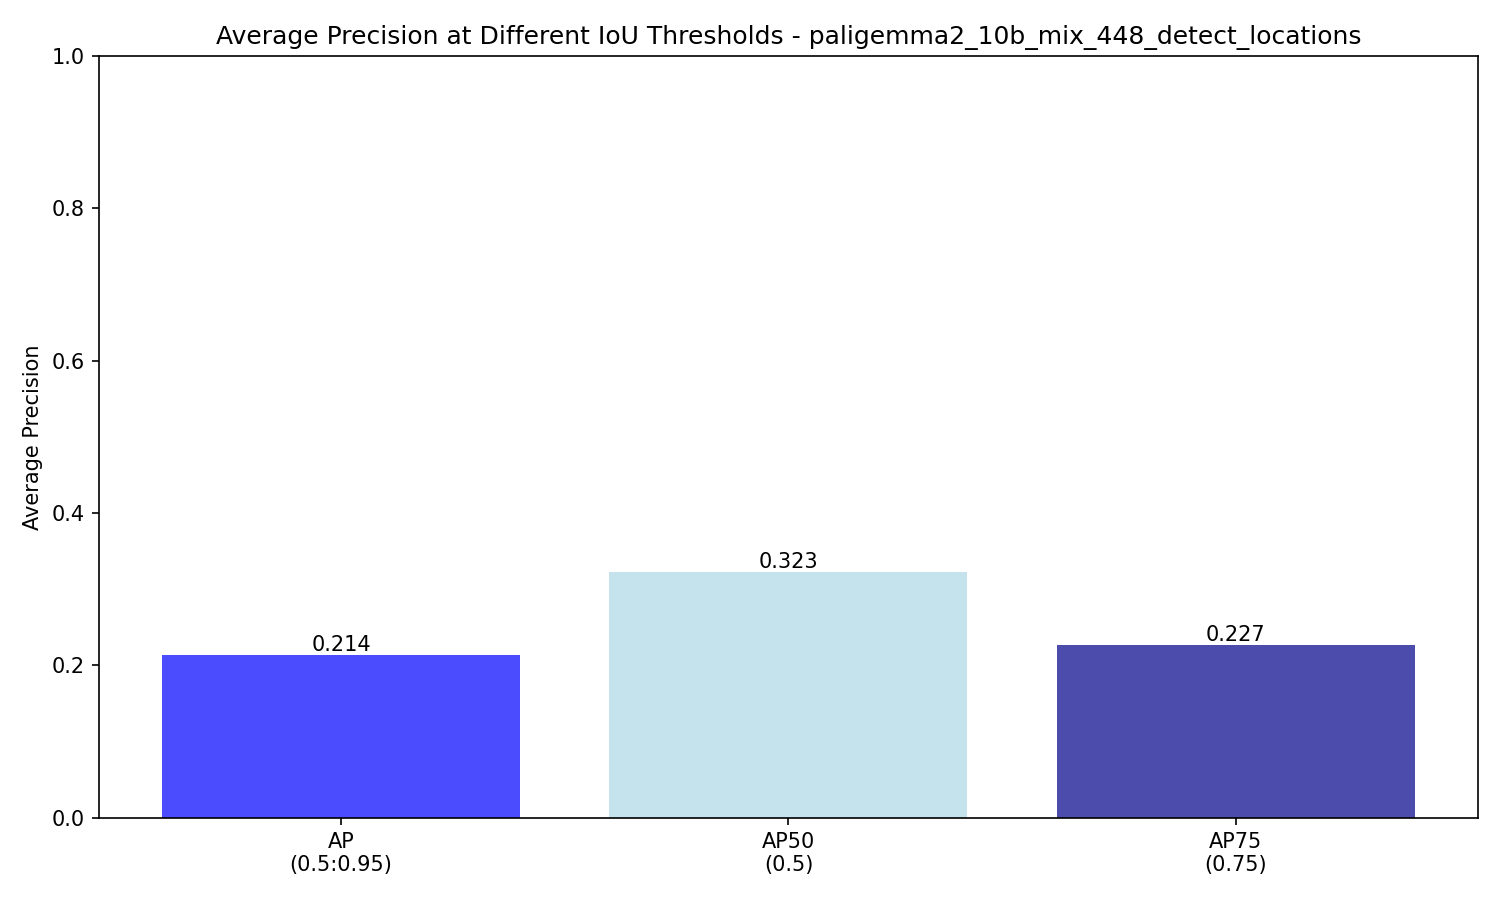 Average Precision at Different IoU Thresholds - paligemma2_10b_mix_448_detect_locations
1.0
0.8
0.6
0.4
0.2
0.0
Average Precision
0.214
0.323
0.227
AP
(0.5:0.95)
AP50
(0.5)
AP75
(0.75)